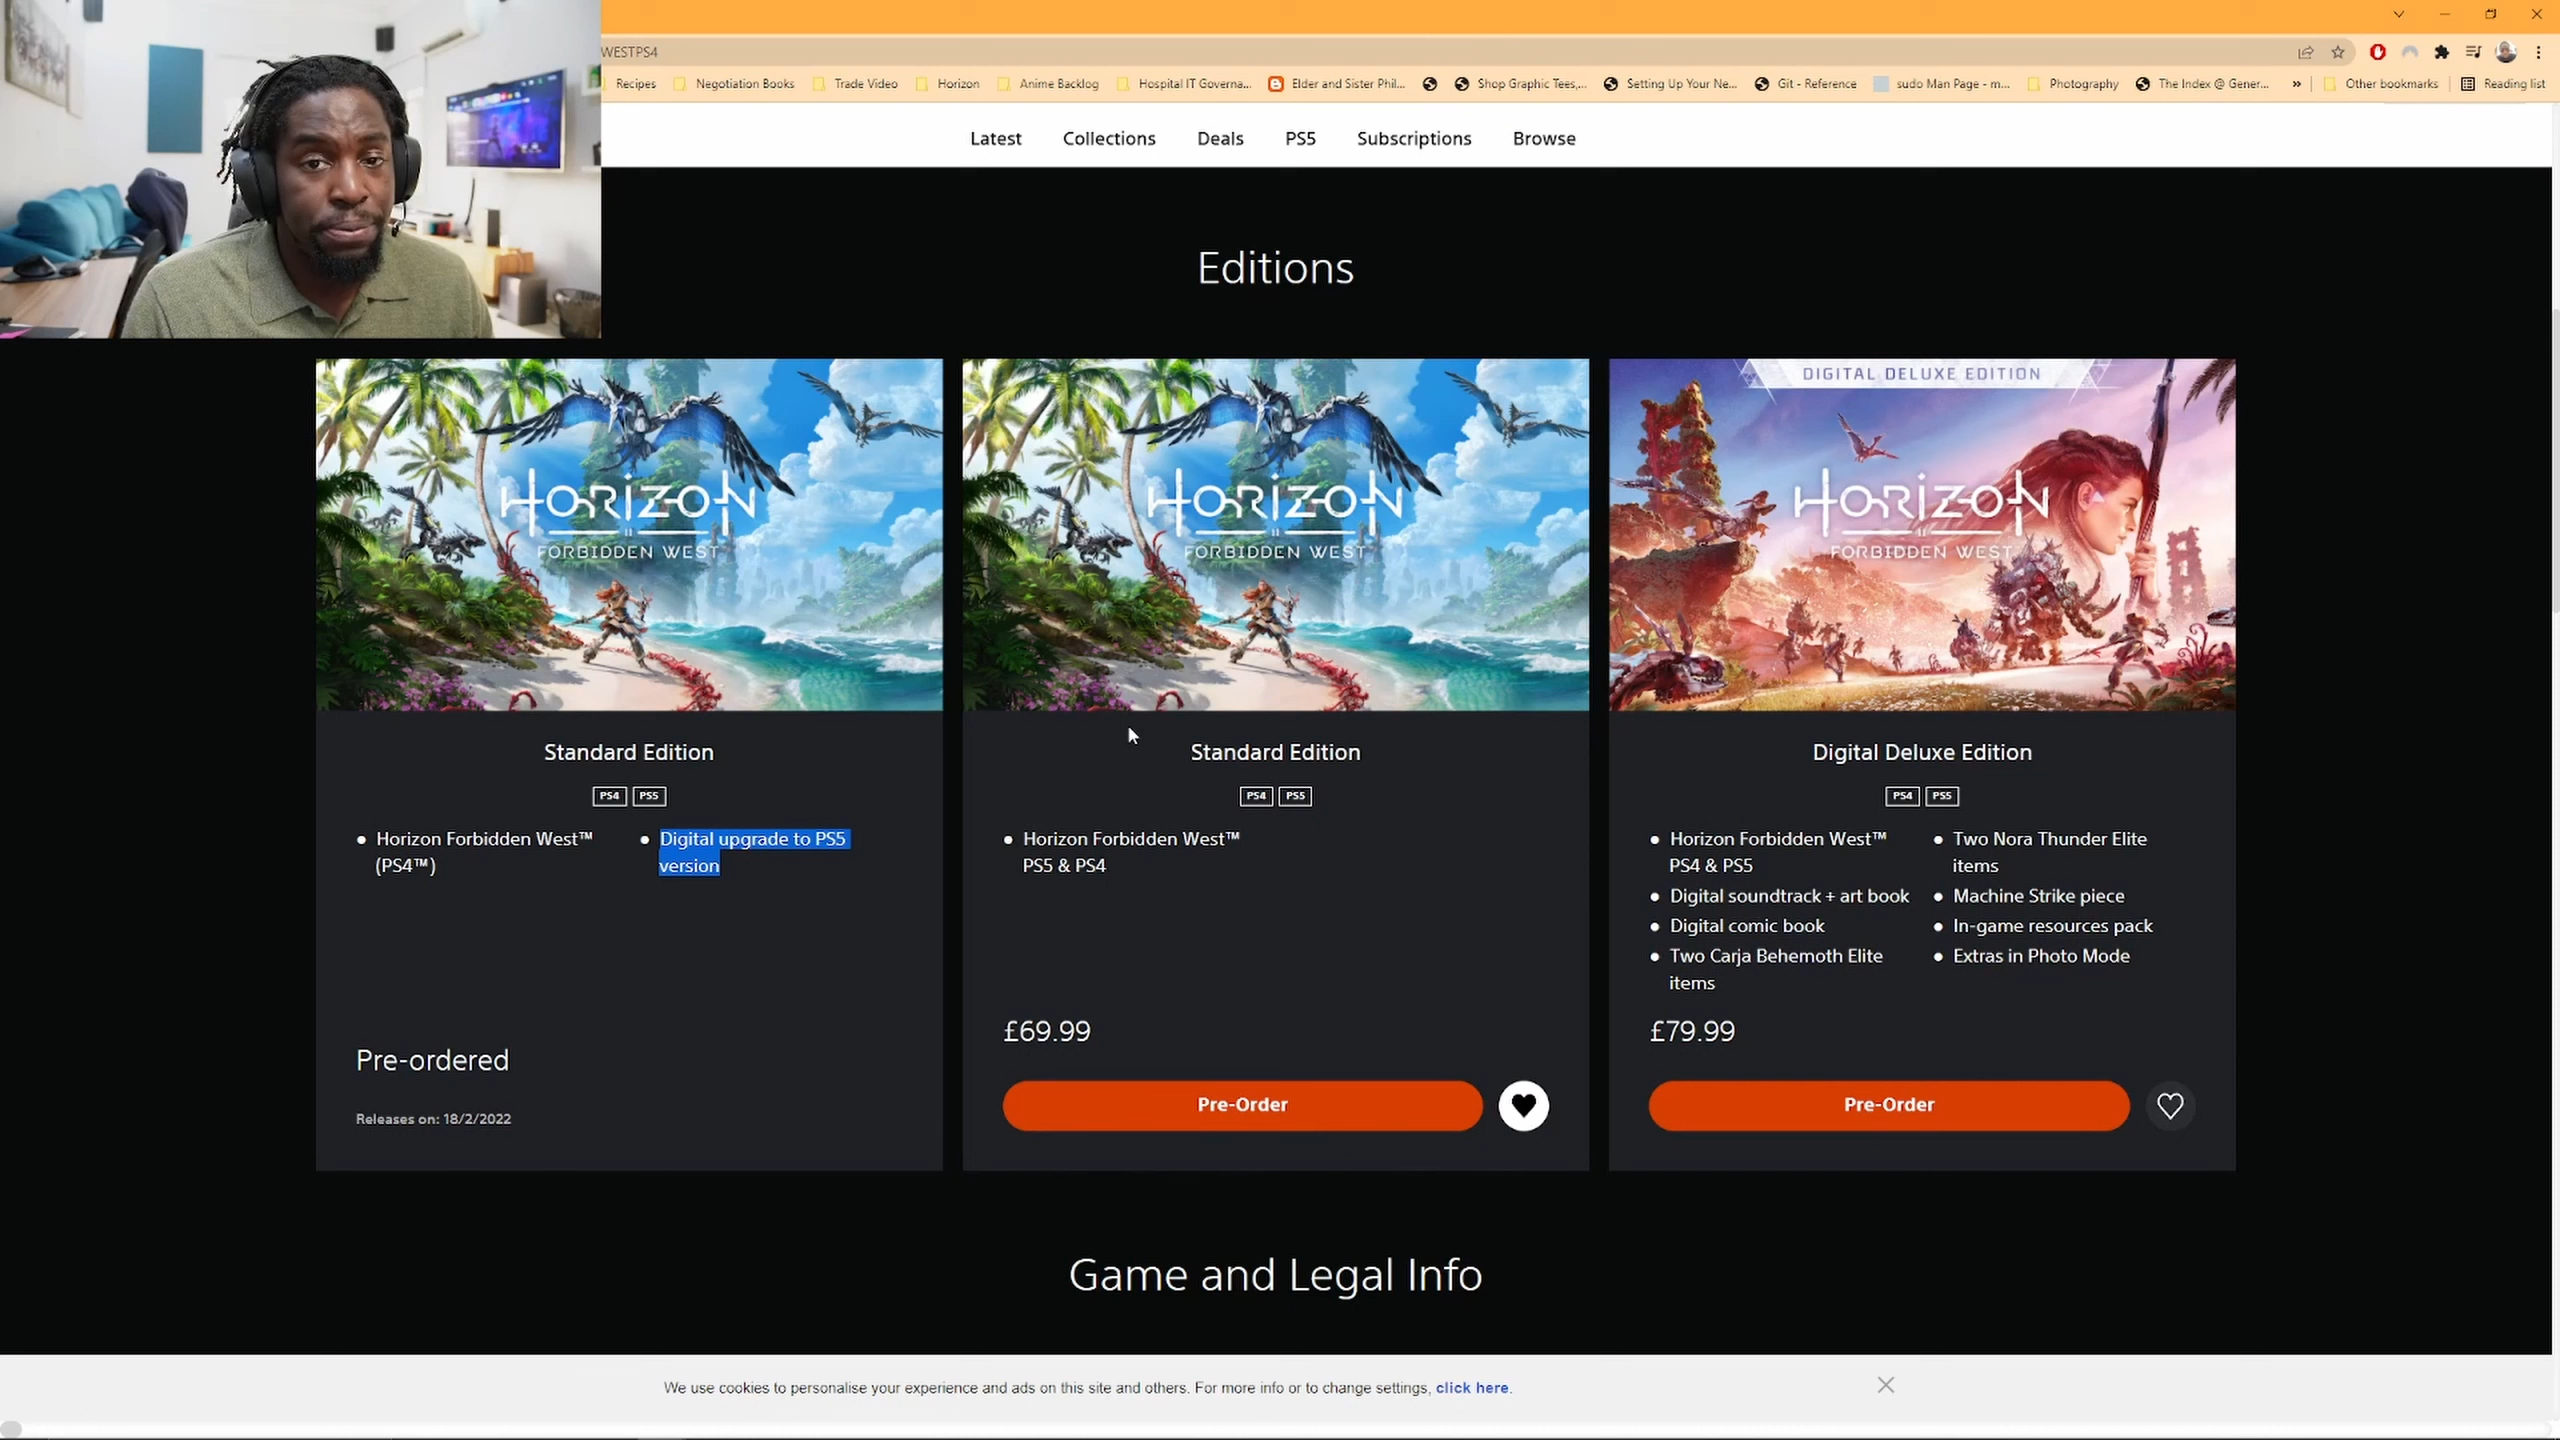 WESTPS4
Recipes
Negotiation Books
Trade Video
Horizon
Anime Backlog
Hospital IT Governa...
Elder and Sister Phil...
Shop Graphic Tees,...
Setting Up Your Ne...
Git - Reference
sudo Man Page - m...
Photography
The Index @ Gener...
»
Other bookmarks
Reading list
Latest
Collections
Deals
PS5
Subscriptions
Browse
Editions
HORIZON
II
FORBIDDEN WEST
Standard Edition
PS4 PS5
• Horizon Forbidden West™
(PS4™)
• Digital upgrade to PS5
version
Pre-ordered
Releases on: 18/2/2022
HORIZON
II
FORBIDDEN WEST
Standard Edition
PS4 PS5
• Horizon Forbidden West™
PS5 & PS4
£69.99
Pre-Order
DIGITAL DELUXE EDITION
HORIZON
II
FORBIDDEN WEST
Digital Deluxe Edition
PS4 PS5
• Horizon Forbidden West™
PS4 & PS5
• Digital soundtrack + art book
• Digital comic book
• Two Carja Behemoth Elite
items
• Two Nora Thunder Elite
items
• Machine Strike piece
• In-game resources pack
• Extras in Photo Mode
£79.99
Pre-Order
Game and Legal Info
We use cookies to personalise your experience and ads on this site and others. For more info or to change settings, click here.